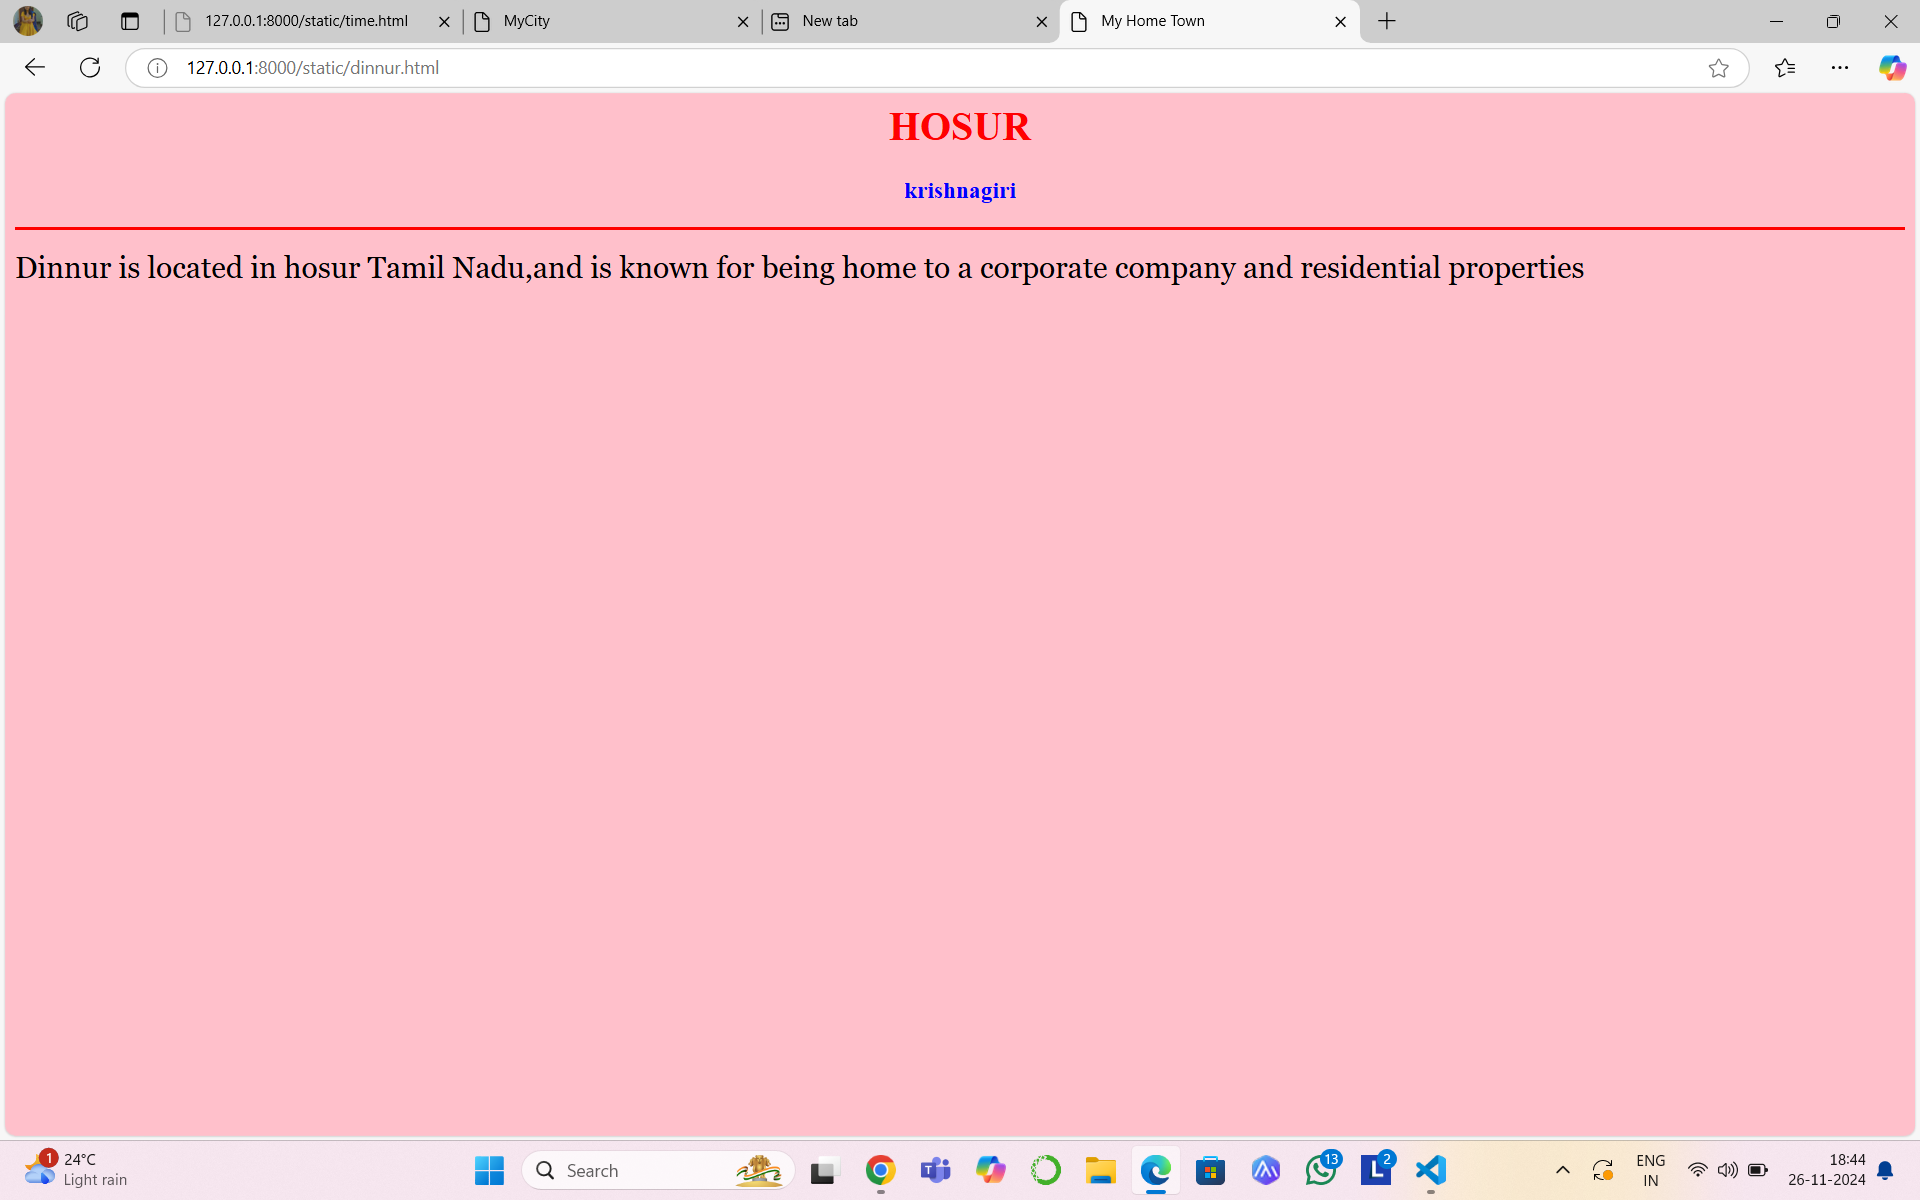 127.0.0.1:8000/static/time.html
MyCity
New tab
My Home Town
127.0.0.1:8000/static/dinnur.html
HOSUR
krishnagiri
Dinnur is located in hosur Tamil Nadu,and is known for being home to a corporate company and residential properties
1
24°C
Light rain
Search
13
L
2
ENG
IN
18:44
26-11-2024